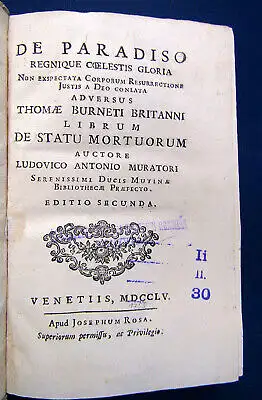 DE PARADISO
REGNIQUE CŒLESTIS GLORIA
NON EXSPECTATA CORPORUM RESURRECTIONE
JUSTIS A DEO CONLATA
ADVERSUS
THOMÆ BURNETI BRITANNI
LIBRUM
DE STATU MORTUORUM
AUCTORE
LUDOVICO ANTONIO MURATORI
SERENISSIMI DUCIS MUTINÆ
BIBLIOTHECÆ PRÆFECTO.
EDITIO SECUNDA.
Ii
II.
30
VENETIIS, MDCCLV.
1755
Apud JOSEPHUM ROSA.
Superiorum permissu, ac Privilegio.